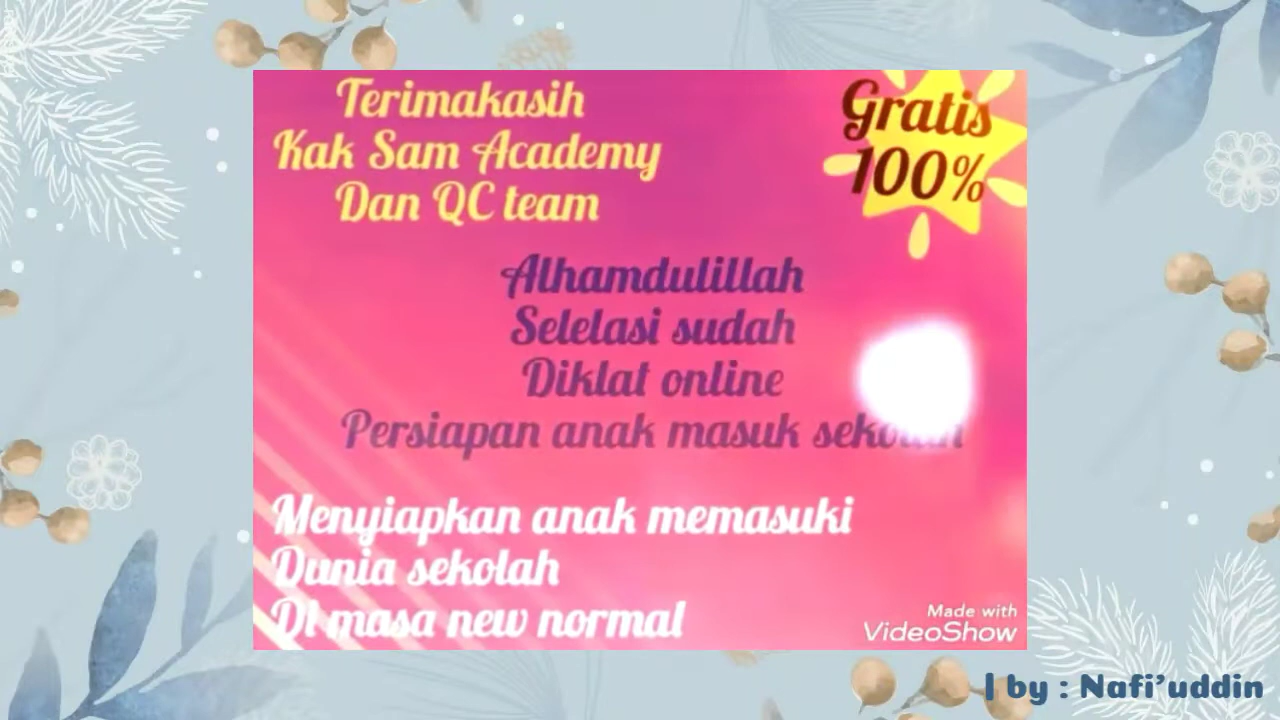 Terimakasih
Kak Sam Academy
Dan QC team
Gratis
100%
Alhamdulillah
Selelasi sudah
Diklat online
Persiapan anak masuk sekolah
Menyiapkan anak memasuki
Dunia sekolah
DI masa new normal
Made with
VideoShow
| by : Nafi'uddin